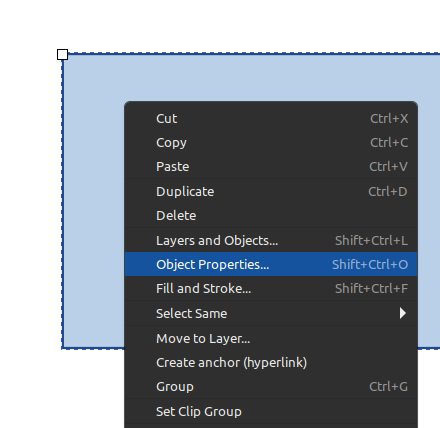 Cut Ctrl+X
Copy Ctrl+C
Paste Ctrl+V
Duplicate Ctrl+D
Delete
Layers and Objects... Shift+Ctrl+L
Object Properties... Shift+Ctrl+O
Fill and Stroke... Shift+Ctrl+F
Select Same
Move to Layer...
Create anchor (hyperlink)
Group Ctrl+G
Set Clip Group